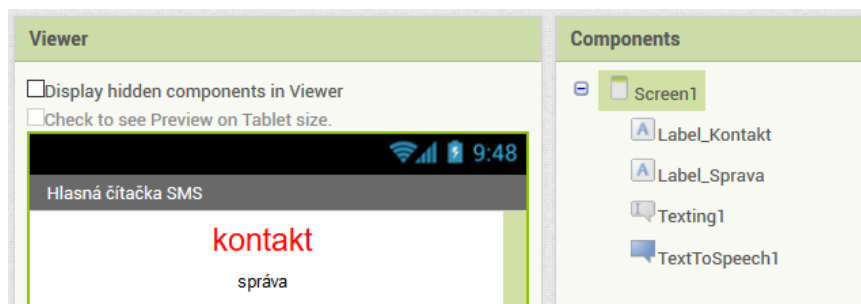 Viewer
Display hidden components in Viewer
Check to see Preview on Tablet size.
9:48
Hlasná čítačka SMS
kontakt
správa
Components
Screen1
A Label_Kontakt
A Label_Sprava
Texting1
TextToSpeech1